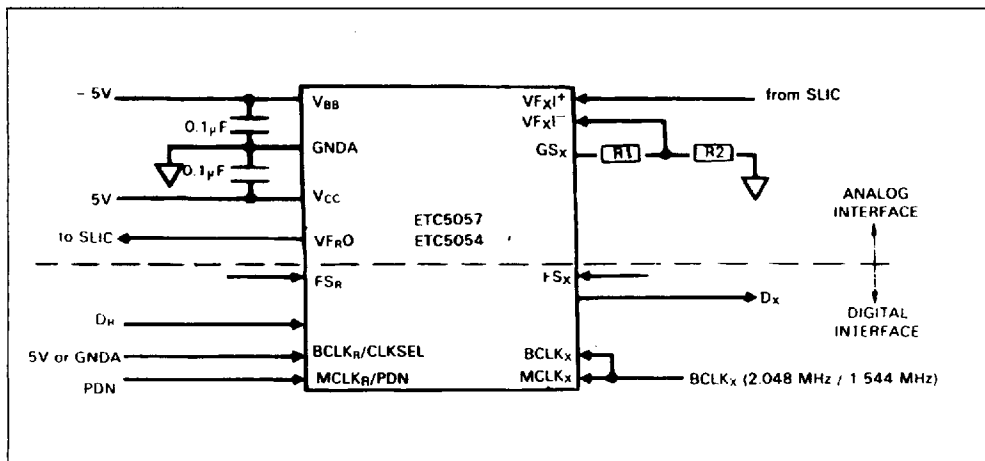 - 5V
0.1µF
0.1µF
5V
to SLIC
VBB
GNDA
VCC
VFRO
ETC5057
ETC5054
VFXI+
VFXI-
GSX
R1
R2
from SLIC
ANALOG
INTERFACE
FSR
DR
5V or GNDA
PDN
BCLKR/CLKSEL
MCLKR/PDN
FSX
DX
DIGITAL
INTERFACE
BCLKX
MCLKX
BCLKX (2.048 MHz / 1 544 MHz)